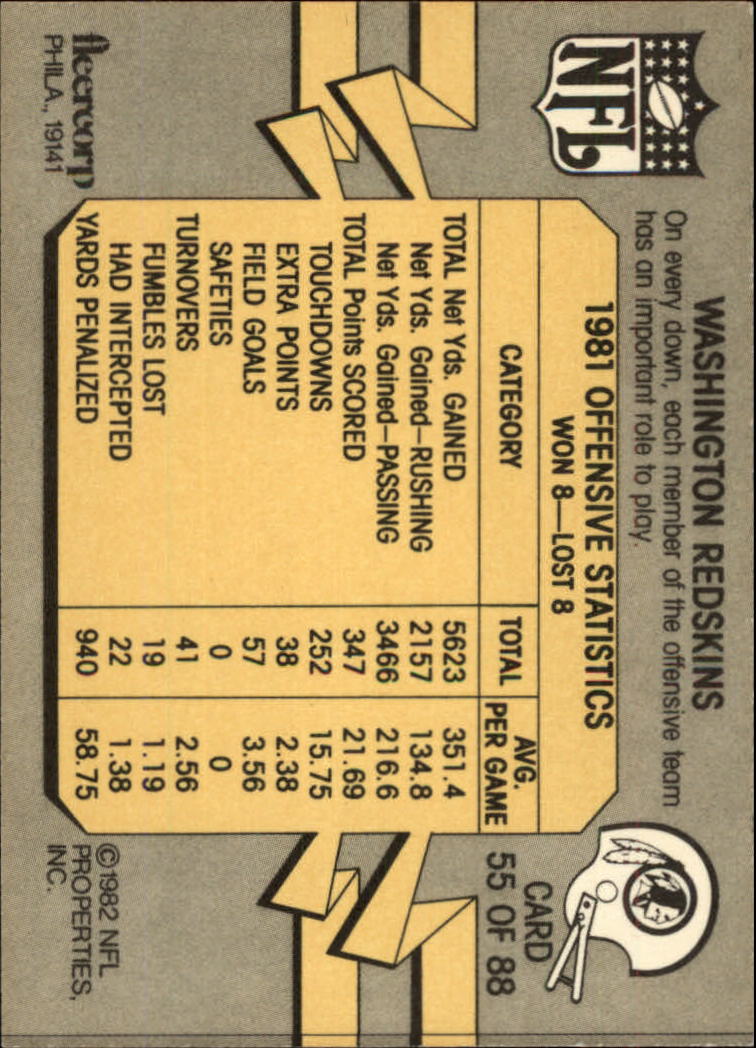 NFL
WASHINGTON REDSKINS
On every down, each member of the offensive team
has an important role to play.
1981 OFFENSIVE STATISTICS
WON 8—LOST 8
CATEGORY TOTAL AVG. PER GAME
TOTAL Net Yds. GAINED 5623 351.4
Net Yds. Gained—RUSHING 2157 134.8
Net Yds. Gained—PASSING 3466 216.6
TOTAL Points SCORED 347 21.69
TOUCHDOWNS 252 15.75
EXTRA POINTS 38 2.38
FIELD GOALS 57 3.56
SAFETIES 0 0
TURNOVERS 41 2.56
FUMBLES LOST 19 1.19
HAD INTERCEPTED 22 1.38
YARDS PENALIZED 940 58.75
CARD
55 OF 88
fleercorp
PHILA., 19141
©1982 NFL
PROPERTIES,
INC.